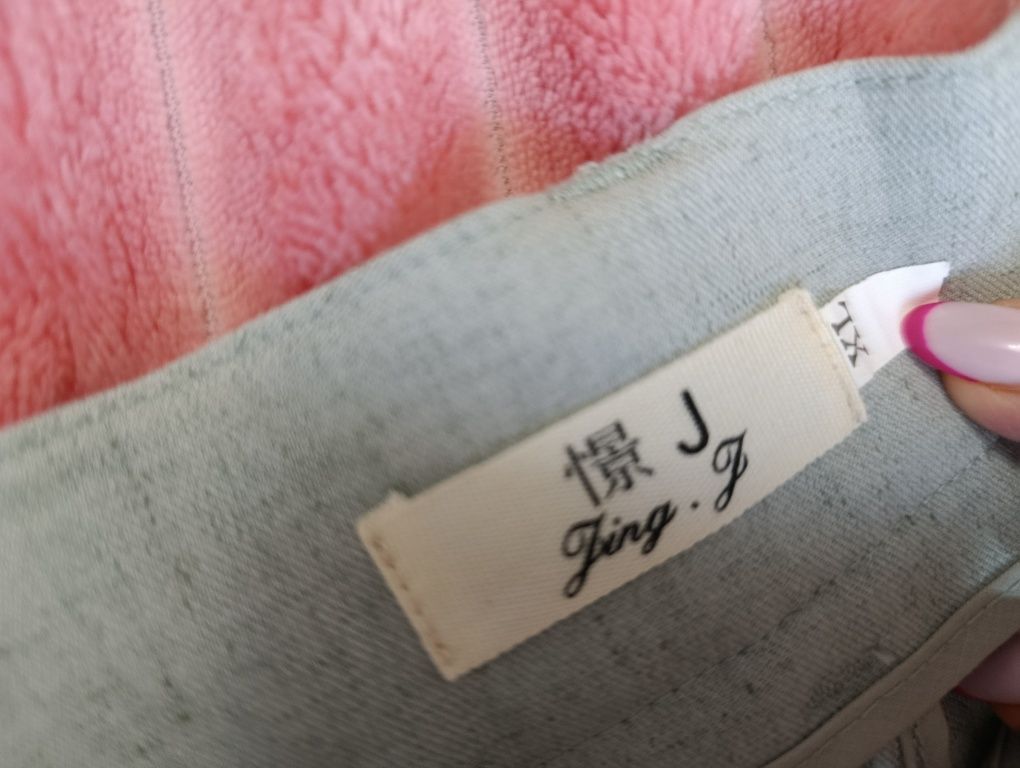 憬 J
Jing . J
XL